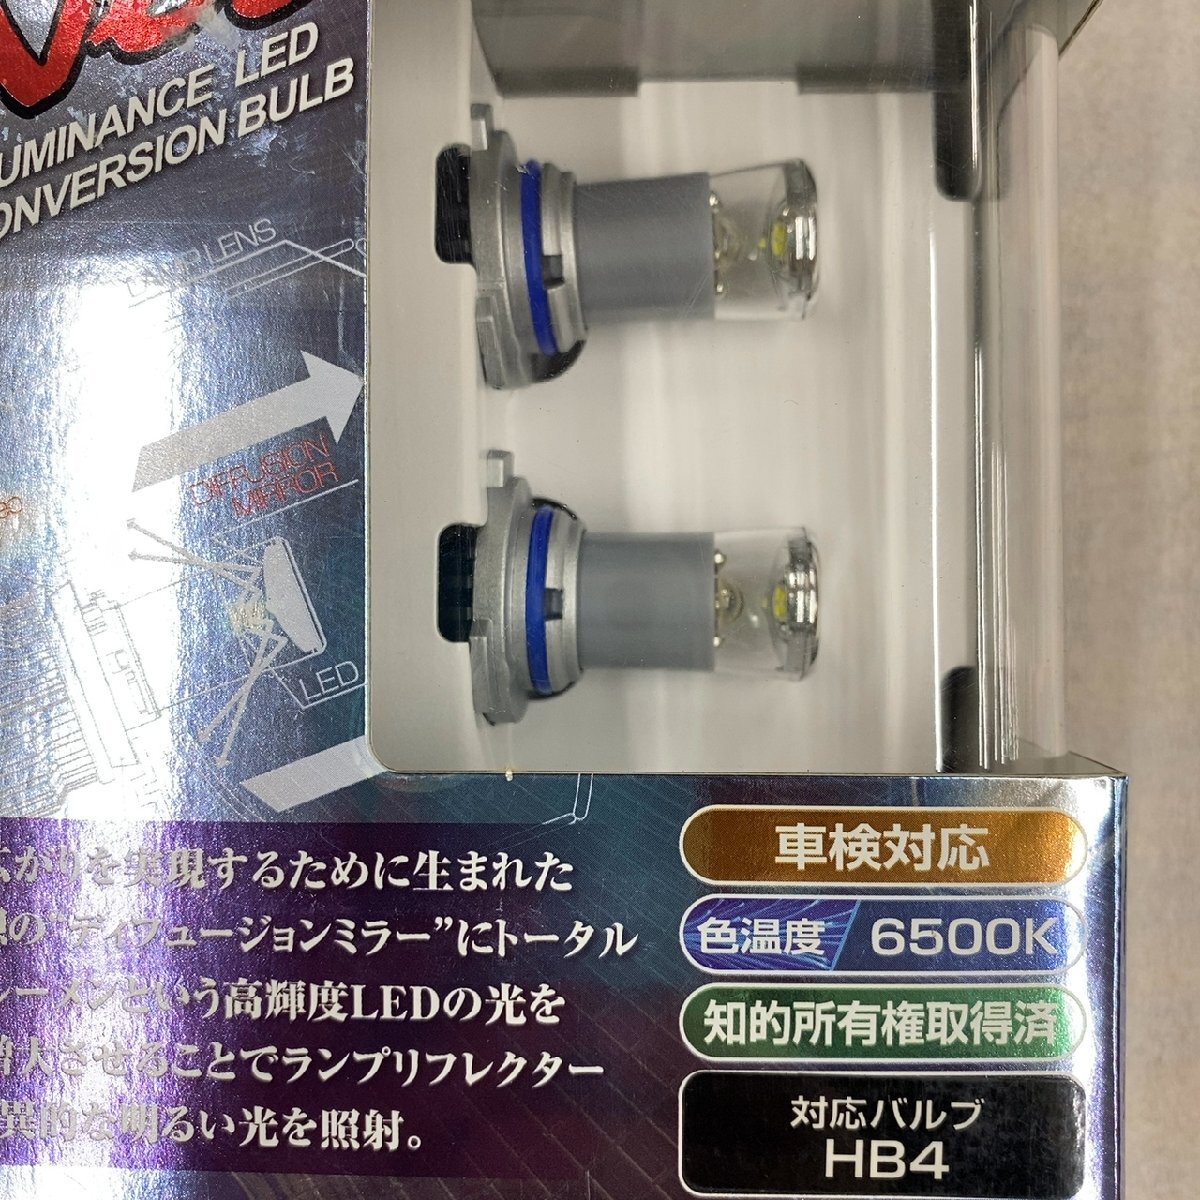 LED
CONVERSION BULB
LENS
DIFFUSION
MIRROR
LED
がりを実現するために生まれた
の"ディフュージョンミラー"にトータル
ーメンという高輝度LEDの光を
増大させることでランプリフレクター
異的な明るい光を照射。
車検対応
色温度 6500K
知的所有権取得済
対応バルブ
HB4